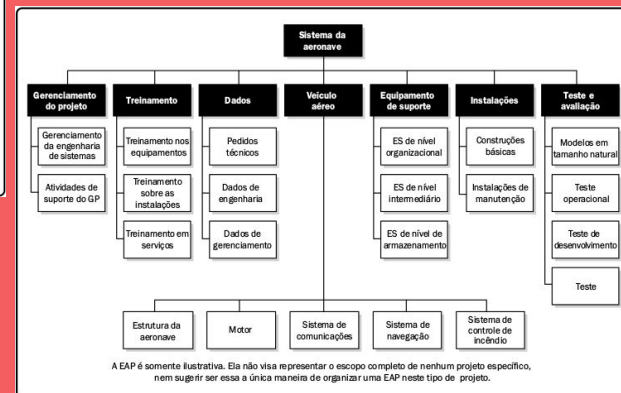 Sistema da
aeronave
Gerenciamento
do projeto
Treinamento
Dados
Veículo
aéreo
Equipamento
de suporte
Instalações
Teste e
avaliação
Gerenciamento
da engenharia
de sistemas
Atividades de
suporte do GP
Treinamento nos
equipamentos
Treinamento
sobre as
instalações
Treinamento em
serviços
Pedidos
técnicos
Dados de
engenharia
Dados de
gerenciamento
ES de nível
organizacional
ES de nível
intermediário
ES de nível de
armazenamento
Construções
básicas
Instalações de
manutenção
Modelos em
tamanho natural
Teste
operacional
Teste de
desenvolvimento
Teste
Estrutura da
aeronave
Motor
Sistema de
comunicações
Sistema de
navegação
Sistema de
controle de
incêndio
A EAP é somente ilustrativa. Ela não visa representar o escopo completo de nenhum projeto específico,
nem sugerir ser essa a única maneira de organizar uma EAP neste tipo de projeto.